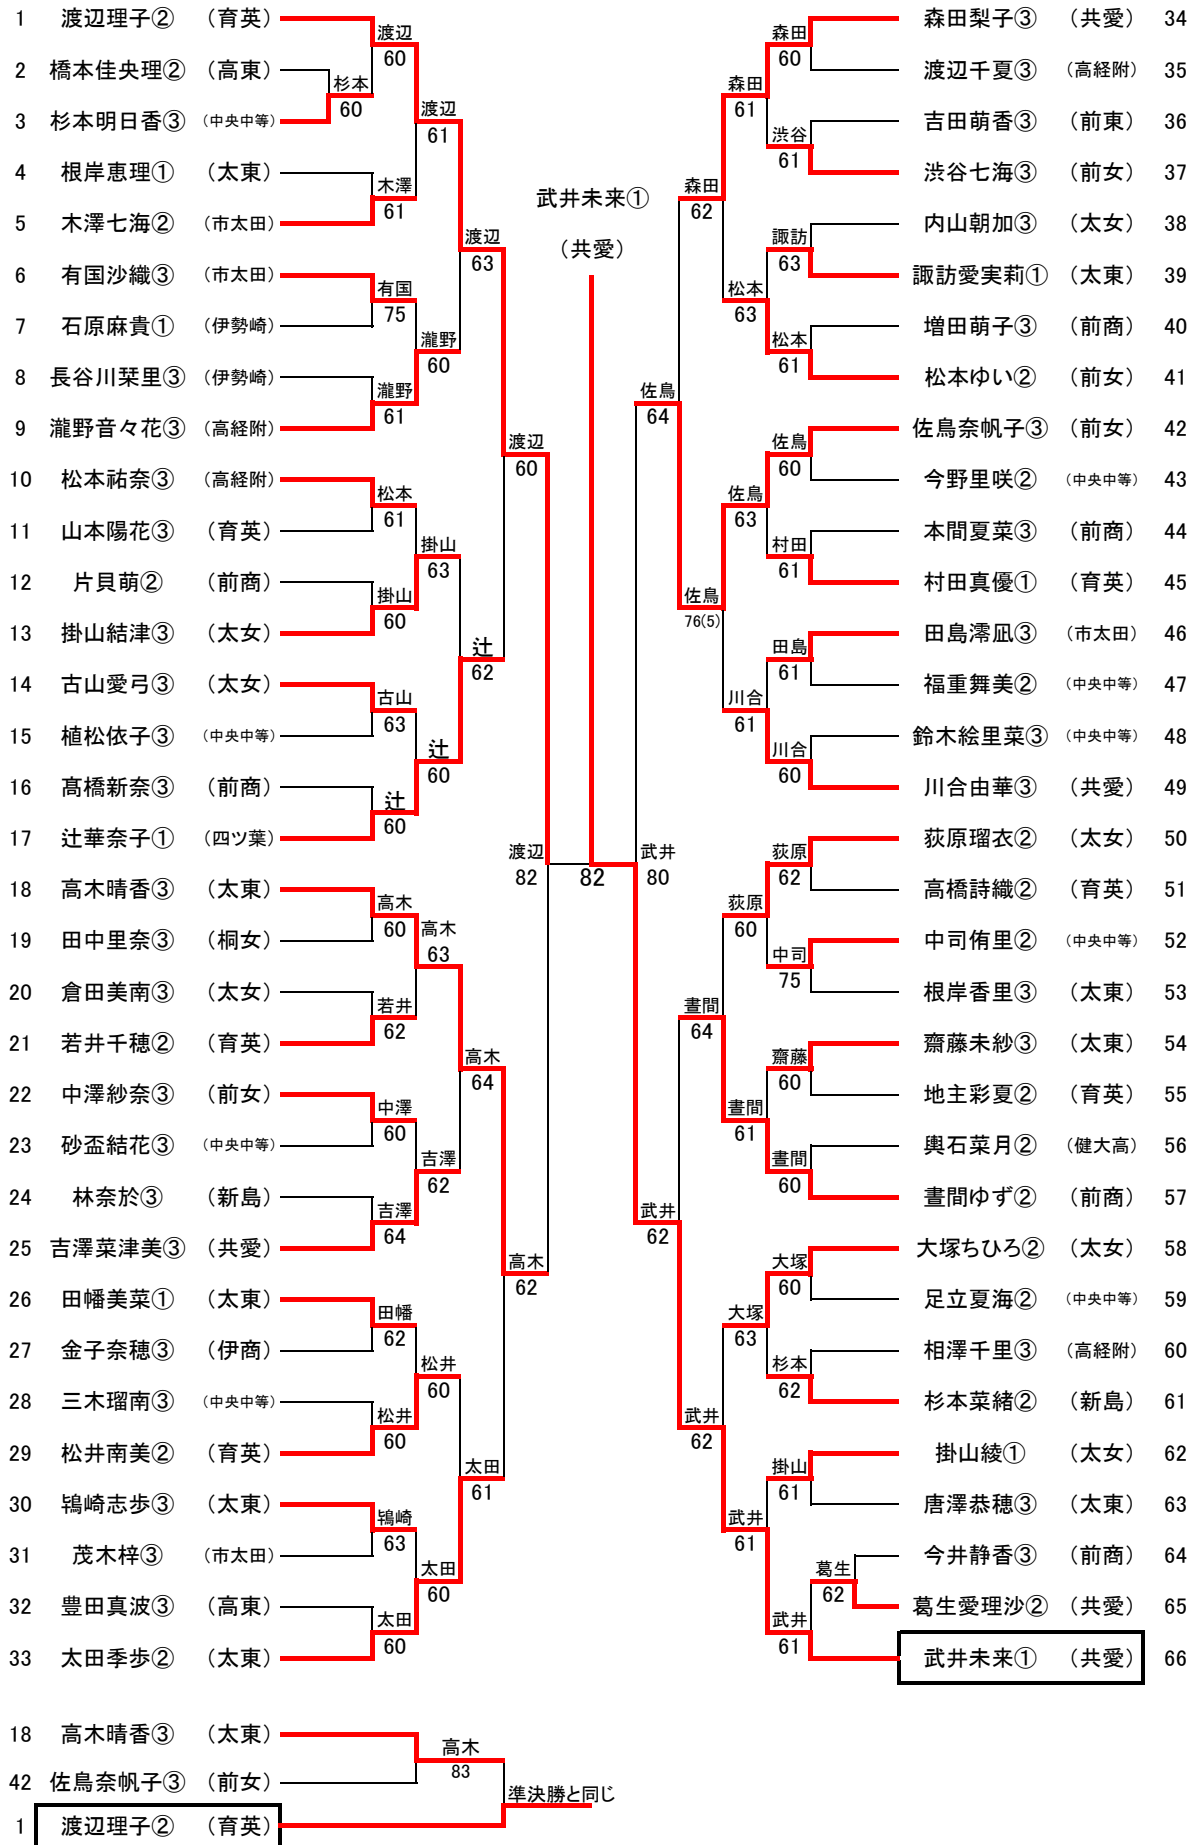 1 渡辺理子② （育英）
2 橋本佳央理② （高東）
3 杉本明日香③ （中央中等）
4 根岸恵理① （太東）
5 木澤七海② （市太田）
6 有国沙織③ （市太田）
7 石原麻貴① （伊勢崎）
8 長谷川栞里③ （伊勢崎）
9 瀧野音々花③ （高経附）
10 松本祐奈③ （高経附）
11 山本陽花③ （育英）
12 片貝萌② （前商）
13 掛山結津③ （太女）
14 古山愛弓③ （太女）
15 植松依子③ （中央中等）
16 髙橋新奈③ （前商）
17 辻華奈子① （四ツ葉）
18 高木晴香③ （太東）
19 田中里奈③ （桐女）
20 倉田美南③ （太女）
21 若井千穂② （育英）
22 中澤紗奈③ （前女）
23 砂盃結花③ （中央中等）
24 林奈於③ （新島）
25 吉澤菜津美③ （共愛）
26 田幡美菜① （太東）
27 金子奈穂③ （伊商）
28 三木瑠南③ （中央中等）
29 松井南美② （育英）
30 鴇崎志歩③ （太東）
31 茂木梓③ （市太田）
32 豊田真波③ （高東）
33 太田季歩② （太東）
渡辺
60
杉本
60
渡辺
61
木澤
61
渡辺
63
有国
75
瀧野
60
瀧野
61
渡辺
60
松本
61
掛山
63
掛山
60
辻
62
古山
63
辻
60
辻
60
渡辺
82
高木
60
高木
63
若井
62
高木
64
中澤
60
吉澤
62
吉澤
64
高木
62
田幡
62
松井
60
松井
60
太田
61
鴇崎
63
太田
60
太田
60
武井未来①
（共愛）
82
森田
60
森田
61
渋谷
61
森田
62
諏訪
63
松本
63
松本
61
佐鳥
64
佐鳥
60
佐鳥
63
村田
61
佐鳥
76(5)
田島
61
川合
61
川合
60
武井
80
荻原
62
荻原
60
中司
75
晝間
64
齋藤
60
晝間
61
晝間
60
武井
62
大塚
60
大塚
63
杉本
62
武井
62
掛山
61
武井
61
葛生
62
武井
61
森田梨子③ （共愛） 34
渡辺千夏③ （高経附） 35
吉田萌香③ （前東） 36
渋谷七海③ （前女） 37
内山朝加③ （太女） 38
諏訪愛実莉① （太東） 39
増田萌子③ （前商） 40
松本ゆい② （前女） 41
佐鳥奈帆子③ （前女） 42
今野里咲② （中央中等） 43
本間夏菜③ （前商） 44
村田真優① （育英） 45
田島澪凪③ （市太田） 46
福重舞美② （中央中等） 47
鈴木絵里菜③ （中央中等） 48
川合由華③ （共愛） 49
荻原瑠衣② （太女） 50
高橋詩織② （育英） 51
中司侑里② （中央中等） 52
根岸香里③ （太東） 53
齋藤未紗③ （太東） 54
地主彩夏② （育英） 55
輿石菜月② （健大高） 56
晝間ゆず② （前商） 57
大塚ちひろ② （太女） 58
足立夏海② （中央中等） 59
相澤千里③ （高経附） 60
杉本菜緒② （新島） 61
掛山綾① （太女） 62
唐澤恭穂③ （太東） 63
今井静香③ （前商） 64
葛生愛理沙② （共愛） 65
武井未来① （共愛） 66
18 高木晴香③ （太東）
高木
83
42 佐鳥奈帆子③ （前女）
準決勝と同じ
1 渡辺理子② （育英）